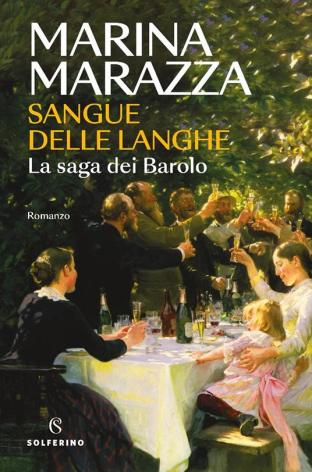 MARINA
MARAZZA
SANGUE
DELLE LANGHE
La saga dei Barolo
Romanzo
SOLFERINO